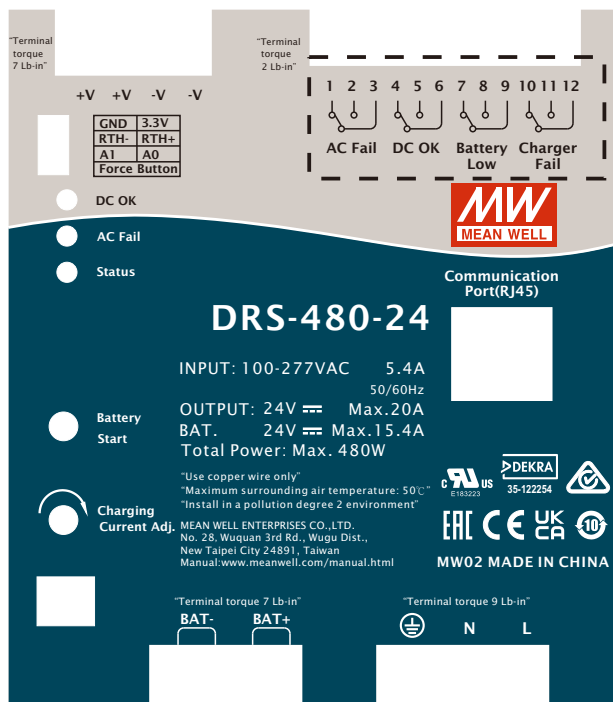 "Terminal
torque
7 Lb-in"
"Terminal
torque
2 Lb-in"
1 2 3 4 5 6 7 8 9 10 11 12
AC Fail DC OK Battery Low Charger Fail
+V +V -V -V
GND 3.3V
RTH- RTH+
A1 A0
Force Button
DC OK
AC Fail
Status
MW
MEAN WELL
Communication
Port(RJ45)
DRS-480-24
INPUT: 100-277VAC 5.4A
50/60Hz
OUTPUT: 24V Max.20A
BAT. 24V Max.15.4A
Total Power: Max. 480W
Battery
Start
"Use copper wire only"
"Maximum surrounding air temperature: 50℃"
"Install in a pollution degree 2 environment"
Charging
Current Adj.
MEAN WELL ENTERPRISES CO.,LTD.
No. 28, Wuquan 3rd Rd., Wugu Dist.,
New Taipei City 24891, Taiwan
Manual:www.meanwell.com/manual.html
c RU US
E183223
DEKRA
35-122254
EAC CE UK CA 10
MW02 MADE IN CHINA
"Terminal torque 7 Lb-in"
BAT- BAT+
"Terminal torque 9 Lb-in"
N L